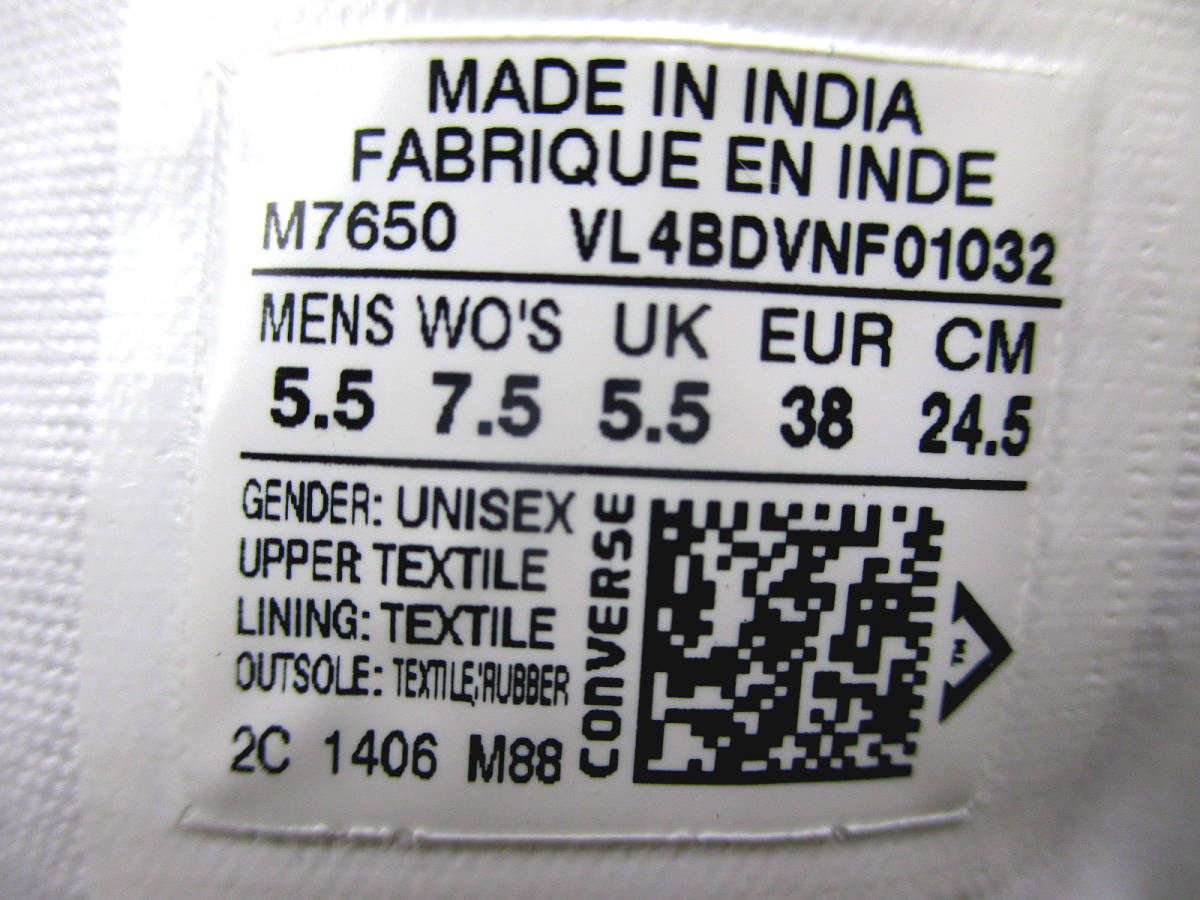 MADE IN INDIA
FABRIQUE EN INDE
M7650 VL4BDVNF01032
MENS WO'S UK EUR CM
5.5 7.5 5.5 38 24.5
GENDER: UNISEX
UPPER TEXTILE
LINING: TEXTILE
OUTSOLE: TEXTILE;RUBBER
2C 1406 M88
CONVERSE